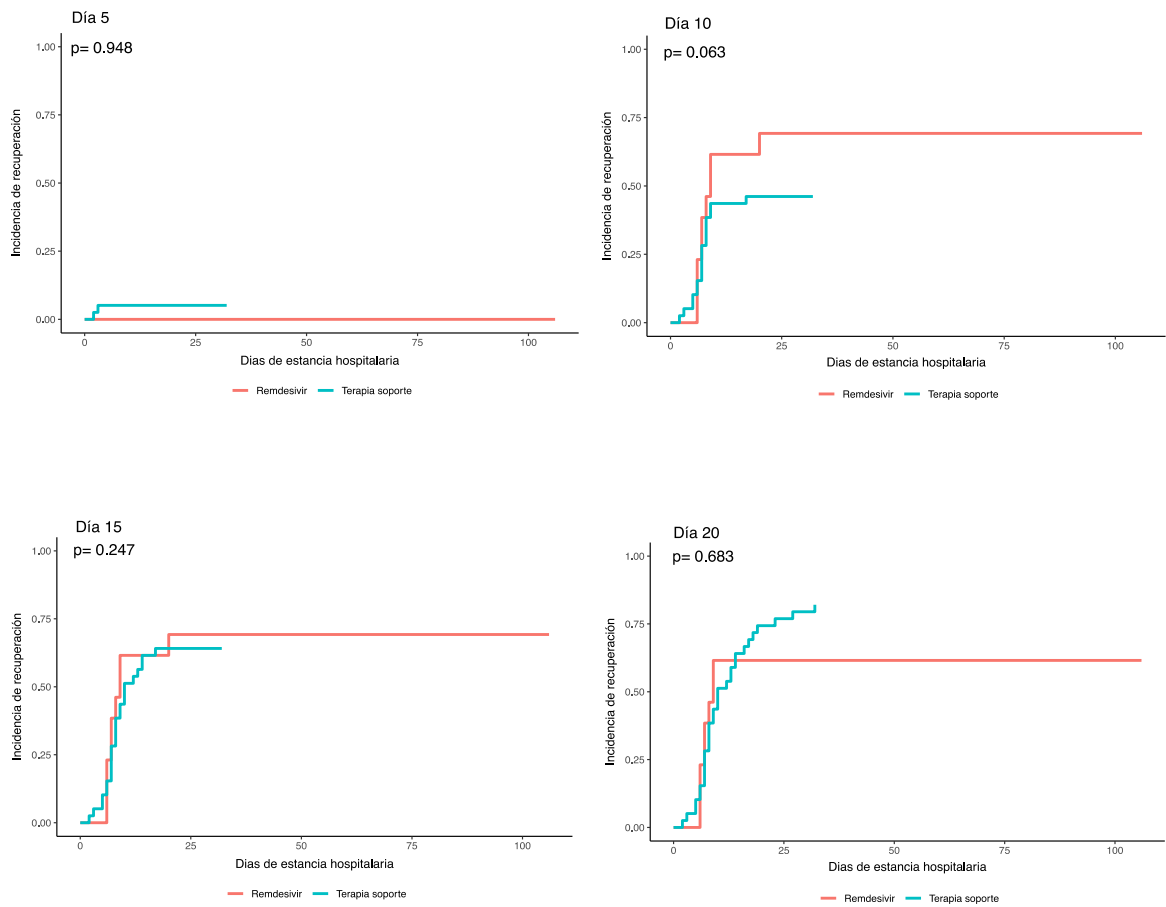 Día 5
p= 0.948
1.00
0.75
0.50
0.25
0.00
Incidencia de recuperación
0 25 50 75 100
Dias de estancia hospitalaria
Remdesivir Terapia soporte
Día 10
p= 0.063
1.00
0.75
0.50
0.25
0.00
Incidencia de recuperación
0 25 50 75 100
Dias de estancia hospitalaria
Remdesivir Terapia soporte
Día 15
p= 0.247
1.00
0.75
0.50
0.25
0.00
Incidencia de recuperación
0 25 50 75 100
Dias de estancia hospitalaria
Remdesivir Terapia soporte
Día 20
p= 0.683
1.00
0.75
0.50
0.25
0.00
Incidencia de recuperación
0 25 50 75 100
Dias de estancia hospitalaria
Remdesivir Terapia soporte